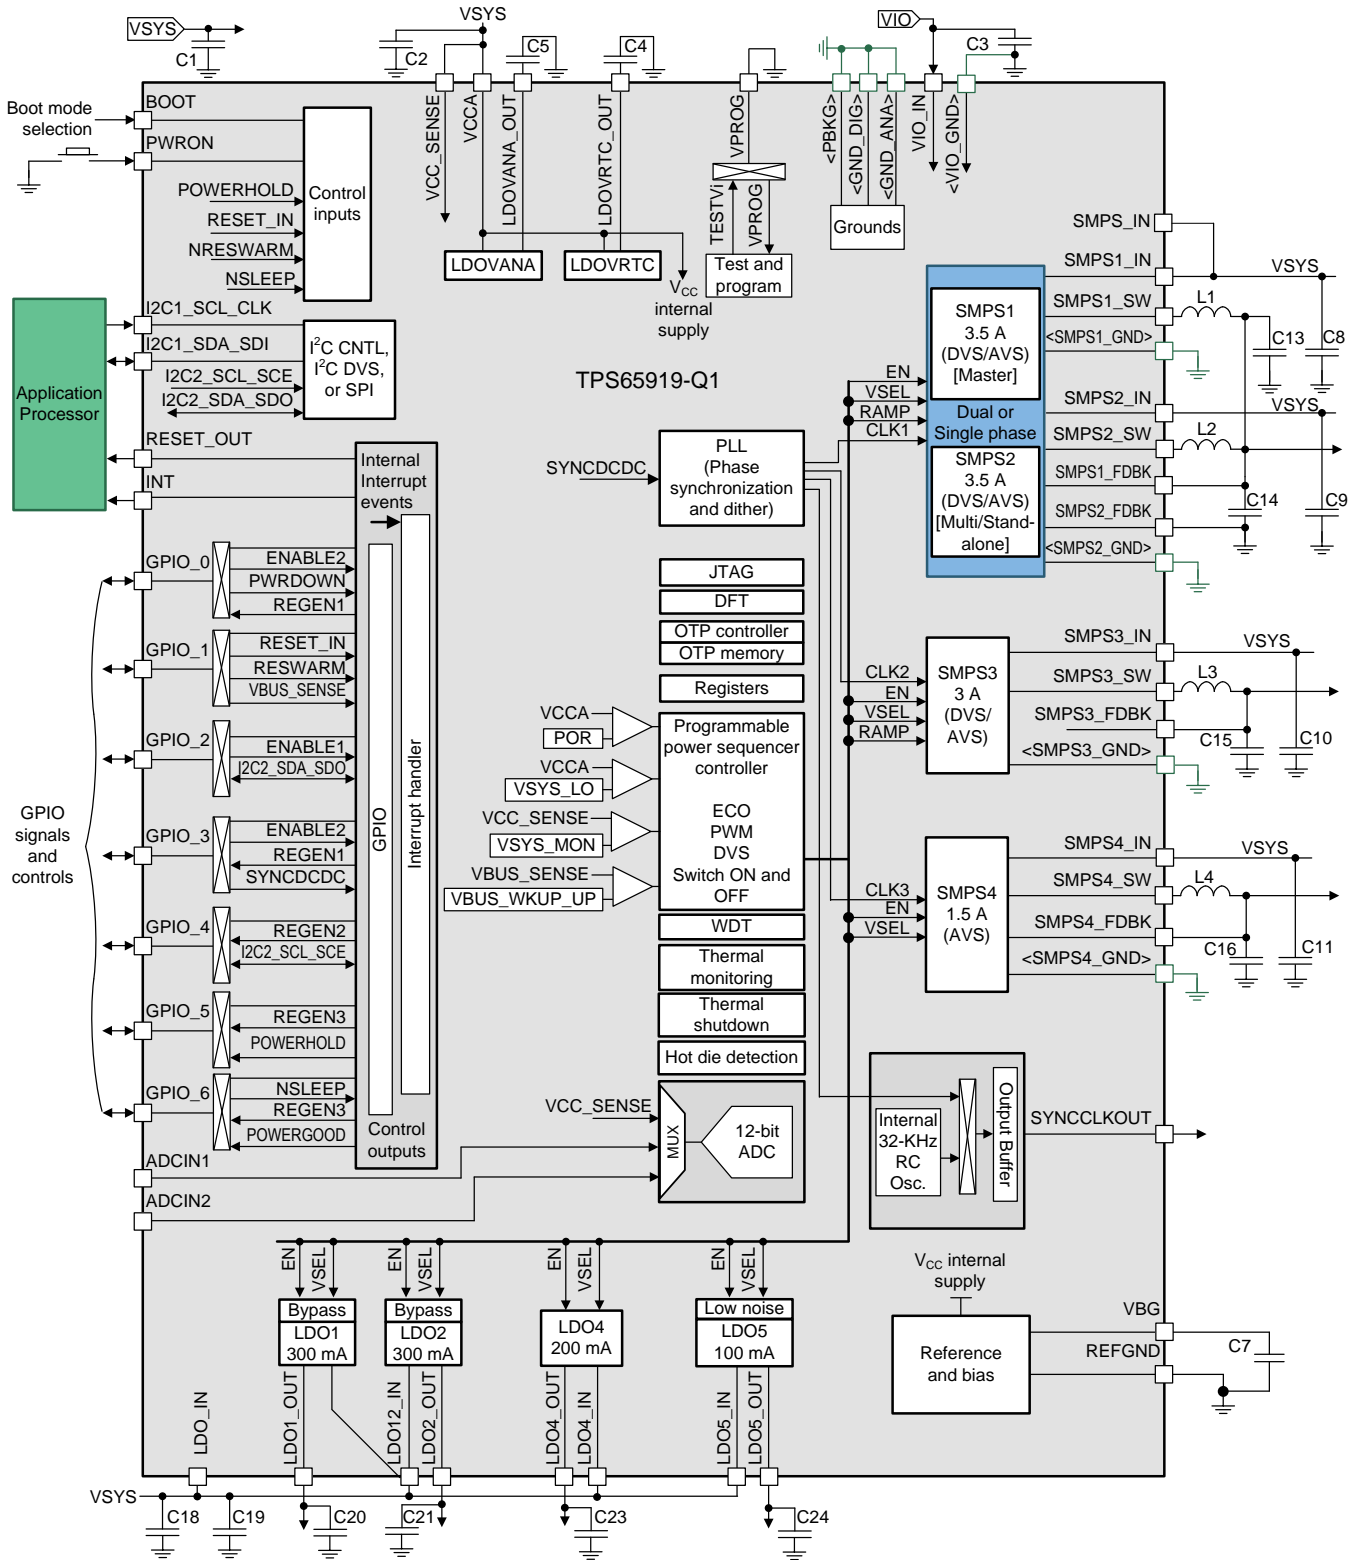 VSYS
C1
VSYS
C2
C5
C4
VIO
C3
BOOT
Boot mode
selection
PWRON
POWERHOLD
RESET_IN
NRESWARM
NSLEEP
Control
inputs
VCC_SENSE
VCCA
LDOVANA_OUT
LDOVRTC_OUT
VPROG
<PBKG>
<GND_DIG>
<GND_ANA>
VIO_IN
<VIO_GND>
TESTVi
VPROG
LDOVANA
LDOVRTC
VCC
internal
supply
Test and
program
Grounds
TPS65919-Q1
Application
Processor
I2C1_SCL_CLK
I2C1_SDA_SDI
I2C2_SCL_SCE
I2C2_SDA_SDO
I2C CNTL,
I2C DVS,
or SPI
RESET_OUT
INT
Internal
Interrupt
events
GPIO
Interrupt handler
Control
outputs
GPIO
signals
and
controls
GPIO_0
ENABLE2
PWRDOWN
REGEN1
GPIO_1
RESET_IN
RESWARM
VBUS_SENSE
GPIO_2
ENABLE1
I2C2_SDA_SDO
GPIO_3
ENABLE2
REGEN1
SYNCDCDC
GPIO_4
REGEN2
I2C2_SCL_SCE
GPIO_5
REGEN3
POWERHOLD
GPIO_6
NSLEEP
REGEN3
POWERGOOD
ADCIN1
ADCIN2
SYNCDCDC
PLL
(Phase
synchronization
and dither)
JTAG
DFT
OTP controller
OTP memory
Registers
VCCA
POR
VCCA
VSYS_LO
VCC_SENSE
VSYS_MON
VBUS_SENSE
VBUS_WKUP_UP
Programmable
power sequencer
controller
ECO
PWM
DVS
Switch ON and
OFF
WDT
Thermal
monitoring
Thermal
shutdown
Hot die detection
VCC_SENSE
MUX
12-bit
ADC
EN
VSEL
RAMP
CLK1
SMPS1
3.5 A
(DVS/AVS)
[Master]
Dual or
Single phase
SMPS2
3.5 A
(DVS/AVS)
[Multi/Stand-
alone]
SMPS_IN
SMPS1_IN
VSYS
SMPS1_SW
L1
<SMPS1_GND>
C13
C8
SMPS2_IN
VSYS
SMPS2_SW
L2
SMPS1_FDBK
C14
C9
SMPS2_FDBK
<SMPS2_GND>
CLK2
EN
VSEL
RAMP
SMPS3
3 A
(DVS/
AVS)
SMPS3_IN
VSYS
SMPS3_SW
L3
SMPS3_FDBK
C15
C10
<SMPS3_GND>
CLK3
EN
VSEL
SMPS4
1.5 A
(AVS)
SMPS4_IN
VSYS
SMPS4_SW
L4
SMPS4_FDBK
C16
C11
<SMPS4_GND>
Internal
32-KHz
RC
Osc.
Output Buffer
SYNCCLKOUT
VCC internal
supply
Reference
and bias
VBG
REFGND
C7
EN
VSEL
EN
VSEL
EN
VSEL
EN
VSEL
Bypass
LDO1
300 mA
Bypass
LDO2
300 mA
LDO4
200 mA
Low noise
LDO5
100 mA
LDO_IN
LDO1_OUT
LDO12_IN
LDO2_OUT
LDO4_OUT
LDO4_IN
LDO5_IN
LDO5_OUT
VSYS
C18
C19
C20
C21
C23
C24